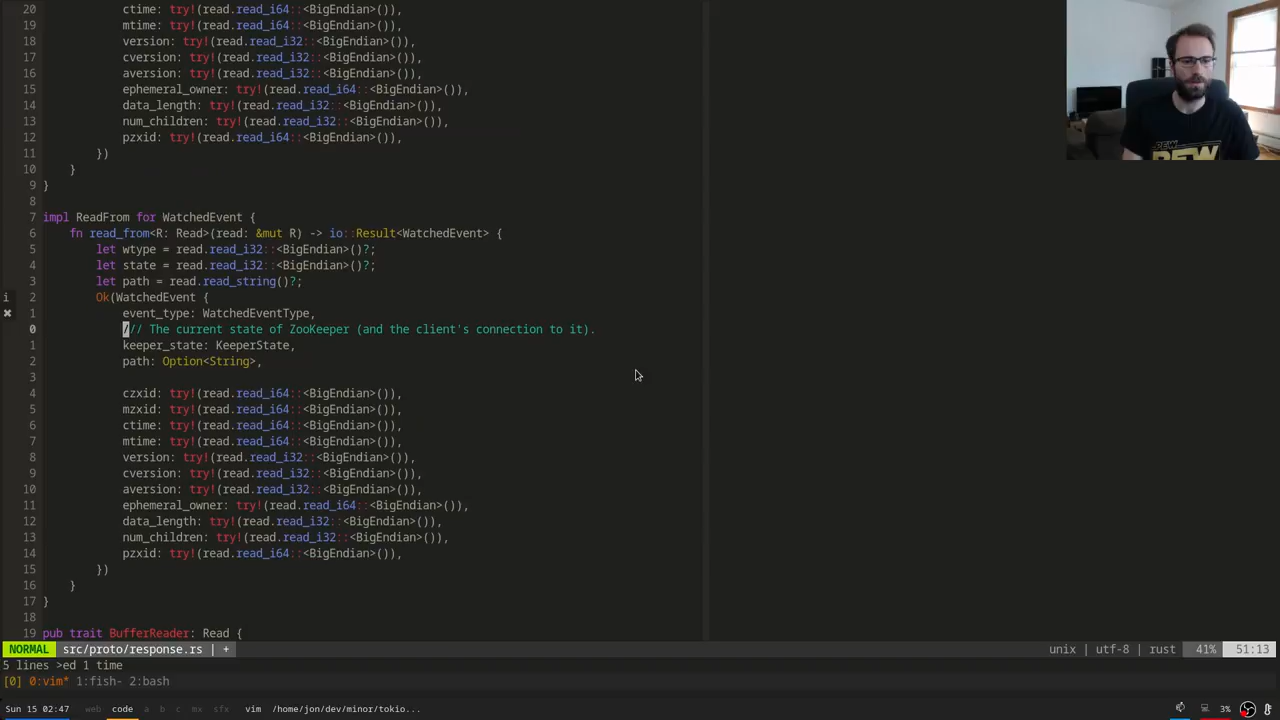 20 ctime: try!(read.read_i64::<BigEndian>()),
19 mtime: try!(read.read_i64::<BigEndian>()),
18 version: try!(read.read_i32::<BigEndian>()),
17 cversion: try!(read.read_i32::<BigEndian>()),
16 aversion: try!(read.read_i32::<BigEndian>()),
15 ephemeral_owner: try!(read.read_i64::<BigEndian>()),
14 data_length: try!(read.read_i32::<BigEndian>()),
13 num_children: try!(read.read_i32::<BigEndian>()),
12 pzxid: try!(read.read_i64::<BigEndian>()),
11 })
10 }
9 }
8
7 impl ReadFrom for WatchedEvent {
6 fn read_from<R: Read>(read: &mut R) -> io::Result<WatchedEvent> {
5 let wtype = read.read_i32::<BigEndian>()?;
4 let state = read.read_i32::<BigEndian>()?;
3 let path = read.read_string()?;
i 2 Ok(WatchedEvent {
✖ 1 event_type: WatchedEventType,
0 /// The current state of ZooKeeper (and the client's connection to it).
1 keeper_state: KeeperState,
2 path: Option<String>,
3
4 czxid: try!(read.read_i64::<BigEndian>()),
5 mzxid: try!(read.read_i64::<BigEndian>()),
6 ctime: try!(read.read_i64::<BigEndian>()),
7 mtime: try!(read.read_i64::<BigEndian>()),
8 version: try!(read.read_i32::<BigEndian>()),
9 cversion: try!(read.read_i32::<BigEndian>()),
10 aversion: try!(read.read_i32::<BigEndian>()),
11 ephemeral_owner: try!(read.read_i64::<BigEndian>()),
12 data_length: try!(read.read_i32::<BigEndian>()),
13 num_children: try!(read.read_i32::<BigEndian>()),
14 pzxid: try!(read.read_i64::<BigEndian>()),
15 })
16 }
17 }
18
19 pub trait BufferReader: Read {
NORMAL src/proto/response.rs | + unix | utf-8 | rust 41% 51:13
5 lines >ed 1 time
[0] 0:vim* 1:fish- 2:bash
Sun 15 02:47 web code a b c mx sfx vim /home/jon/dev/minor/tokio... 3%